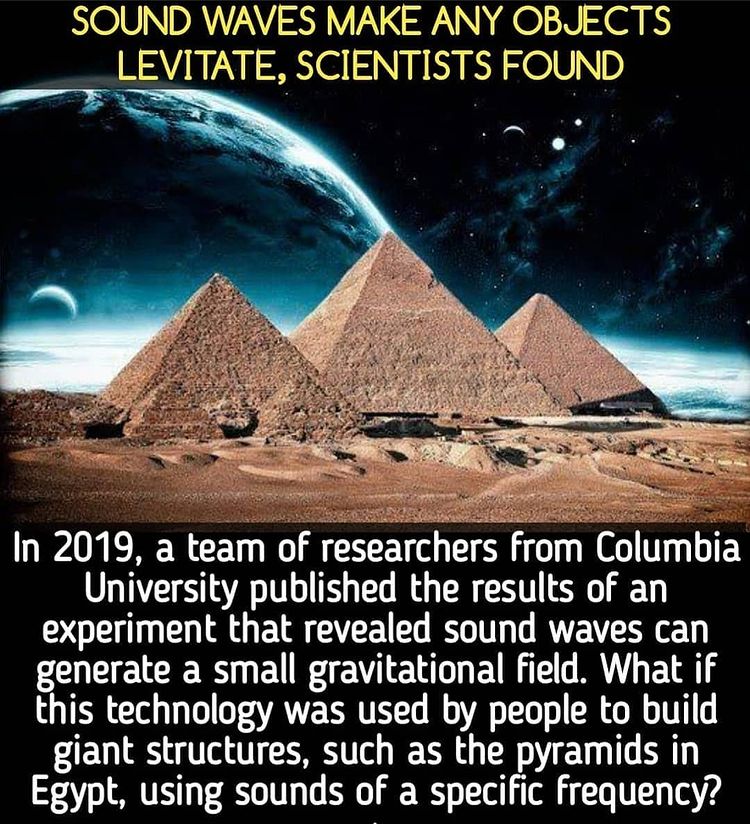 SOUND WAVES MAKE ANY OBJECTS
LEVITATE, SCIENTISTS FOUND
In 2019, a team of researchers from Columbia
University published the results of an
experiment that revealed sound waves can
generate a small gravitational field. What if
this technology was used by people to build
giant structures, such as the pyramids in
Egypt, using sounds of a specific frequency?